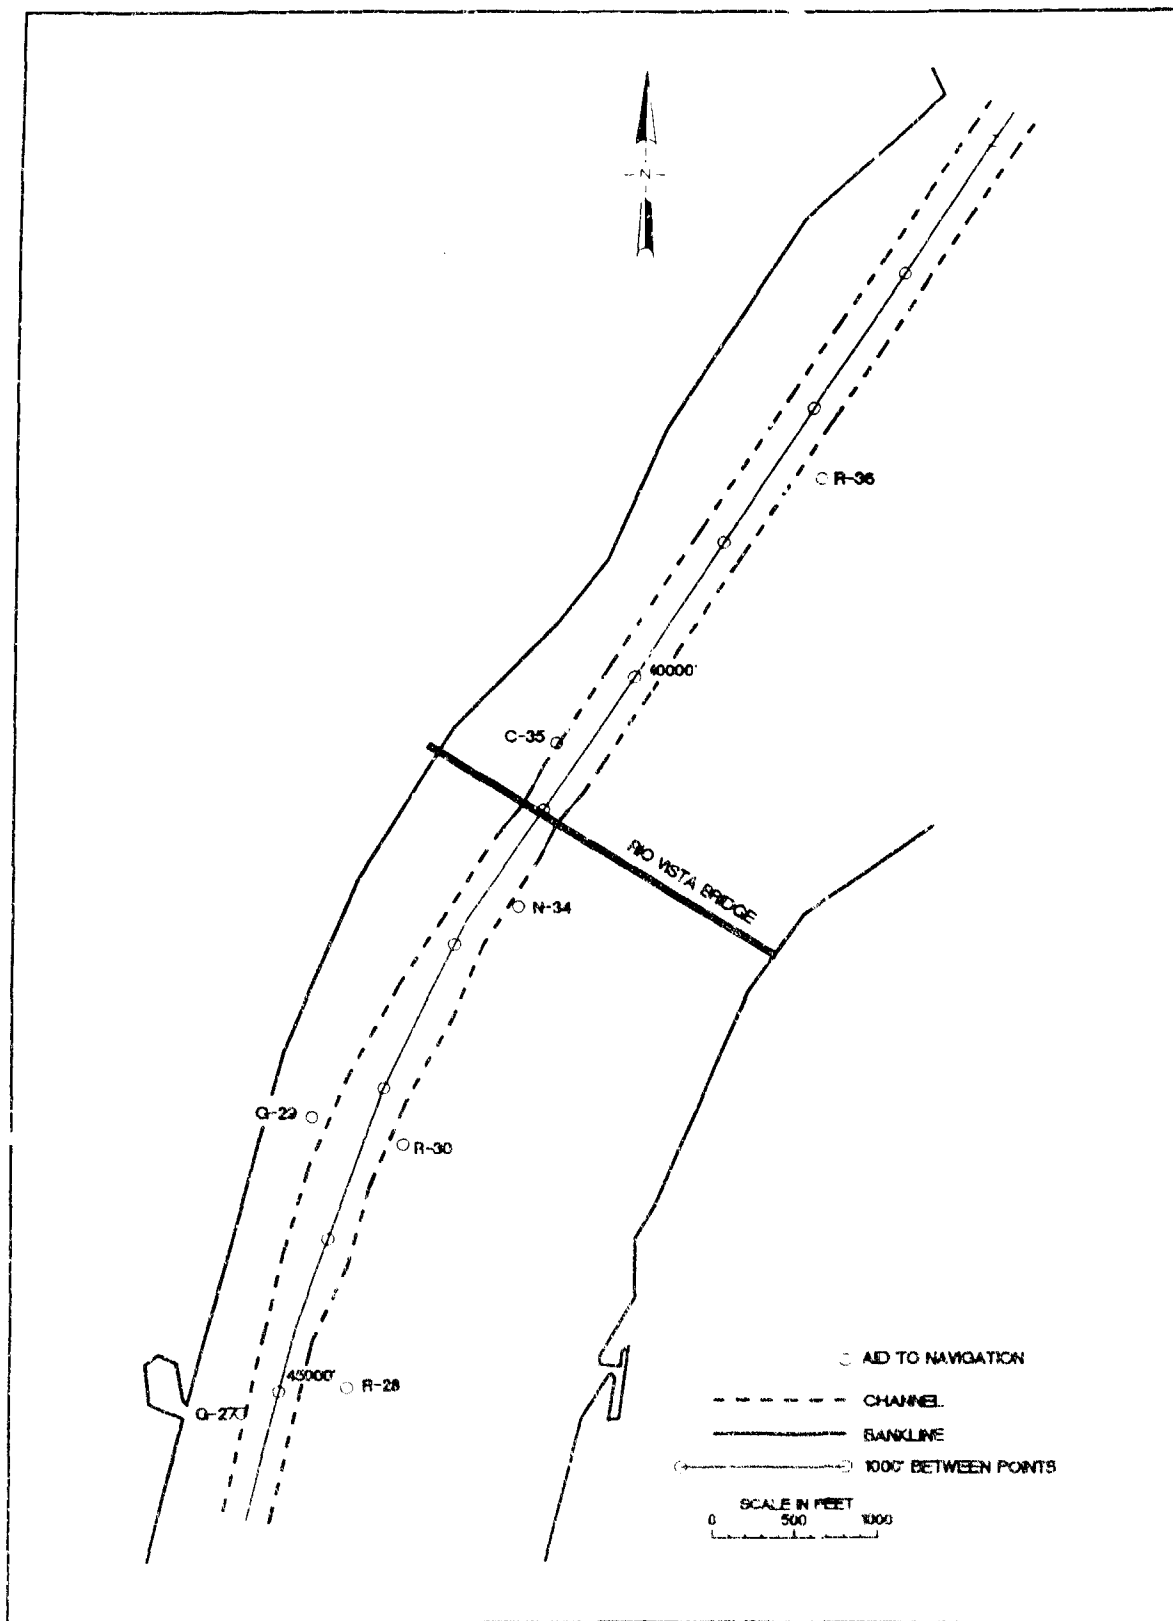 N
R-36
40000'
C-35
RIO VISTA BRIDGE
N-34
G-29
R-30
45000'
R-28
G-27
AID TO NAVIGATION
CHANNEL
BANKLINE
1000' BETWEEN POINTS
SCALE IN FEET
0 500 1000